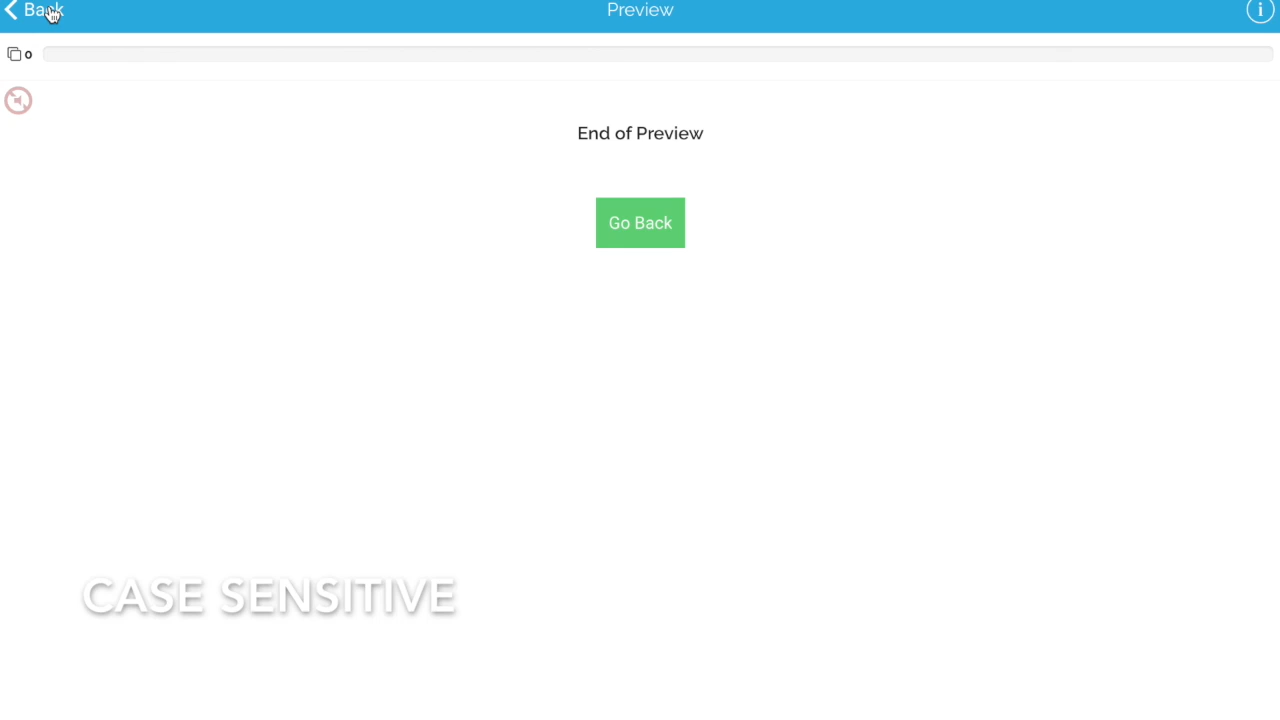 Back
Preview
i
0
End of Preview
Go Back
CASE SENSITIVE